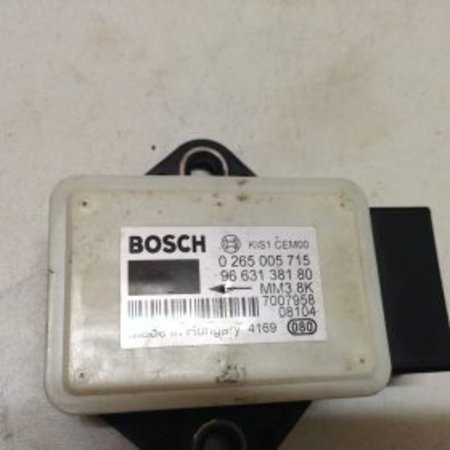 BOSCH KIS1 CEM00
0 265 005 715
96 631 381 80
MM3.8K
7007958
08104
Made in Hungary 4169 080